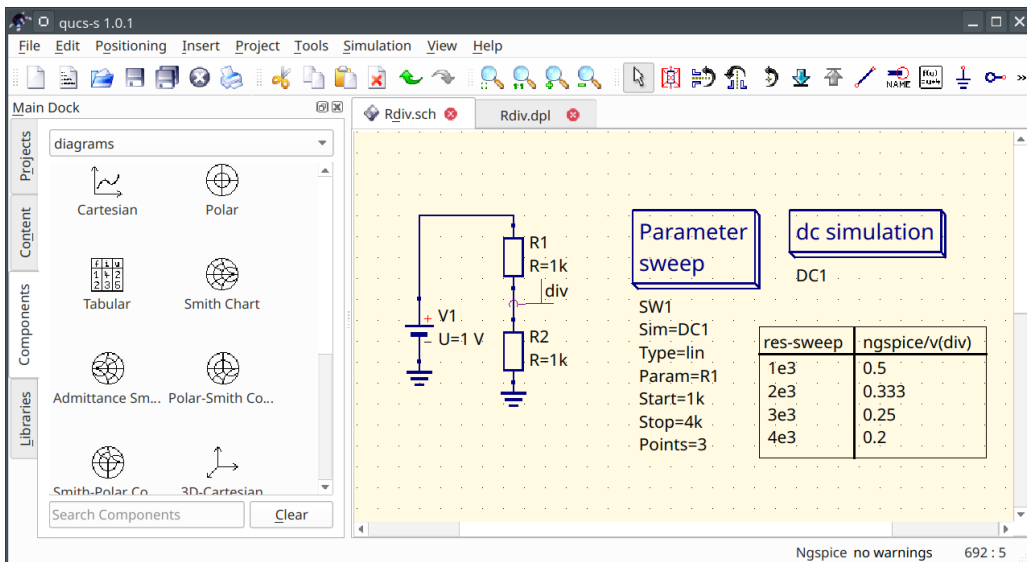 qucs-s 1.0.1
File Edit Positioning Insert Project Tools Simulation View Help
NAME
Main Dock
Rdiv.sch
Rdiv.dpl
Projects
Content
Components
Libraries
diagrams
Cartesian
Polar
Tabular
Smith Chart
Admittance Sm...
Polar-Smith Co...
Smith-Polar Co
3D-Cartesian
Search Components
Clear
R1
R=1k
div
V1
U=1 V
R2
R=1k
Parameter
sweep
SW1
Sim=DC1
Type=lin
Param=R1
Start=1k
Stop=4k
Points=3
dc simulation
DC1
res-sweep ngspice/v(div)
1e3 0.5
2e3 0.333
3e3 0.25
4e3 0.2
Ngspice no warnings 692 : 5